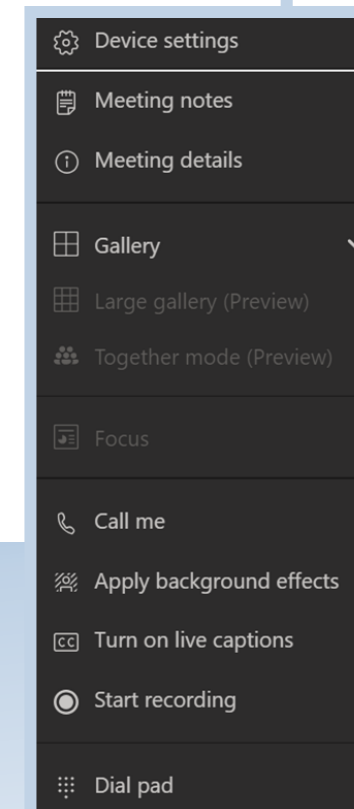 Device settings
Meeting notes
Meeting details
Gallery
Large gallery (Preview)
Together mode (Preview)
Focus
Call me
Apply background effects
CC Turn on live captions
Start recording
Dial pad